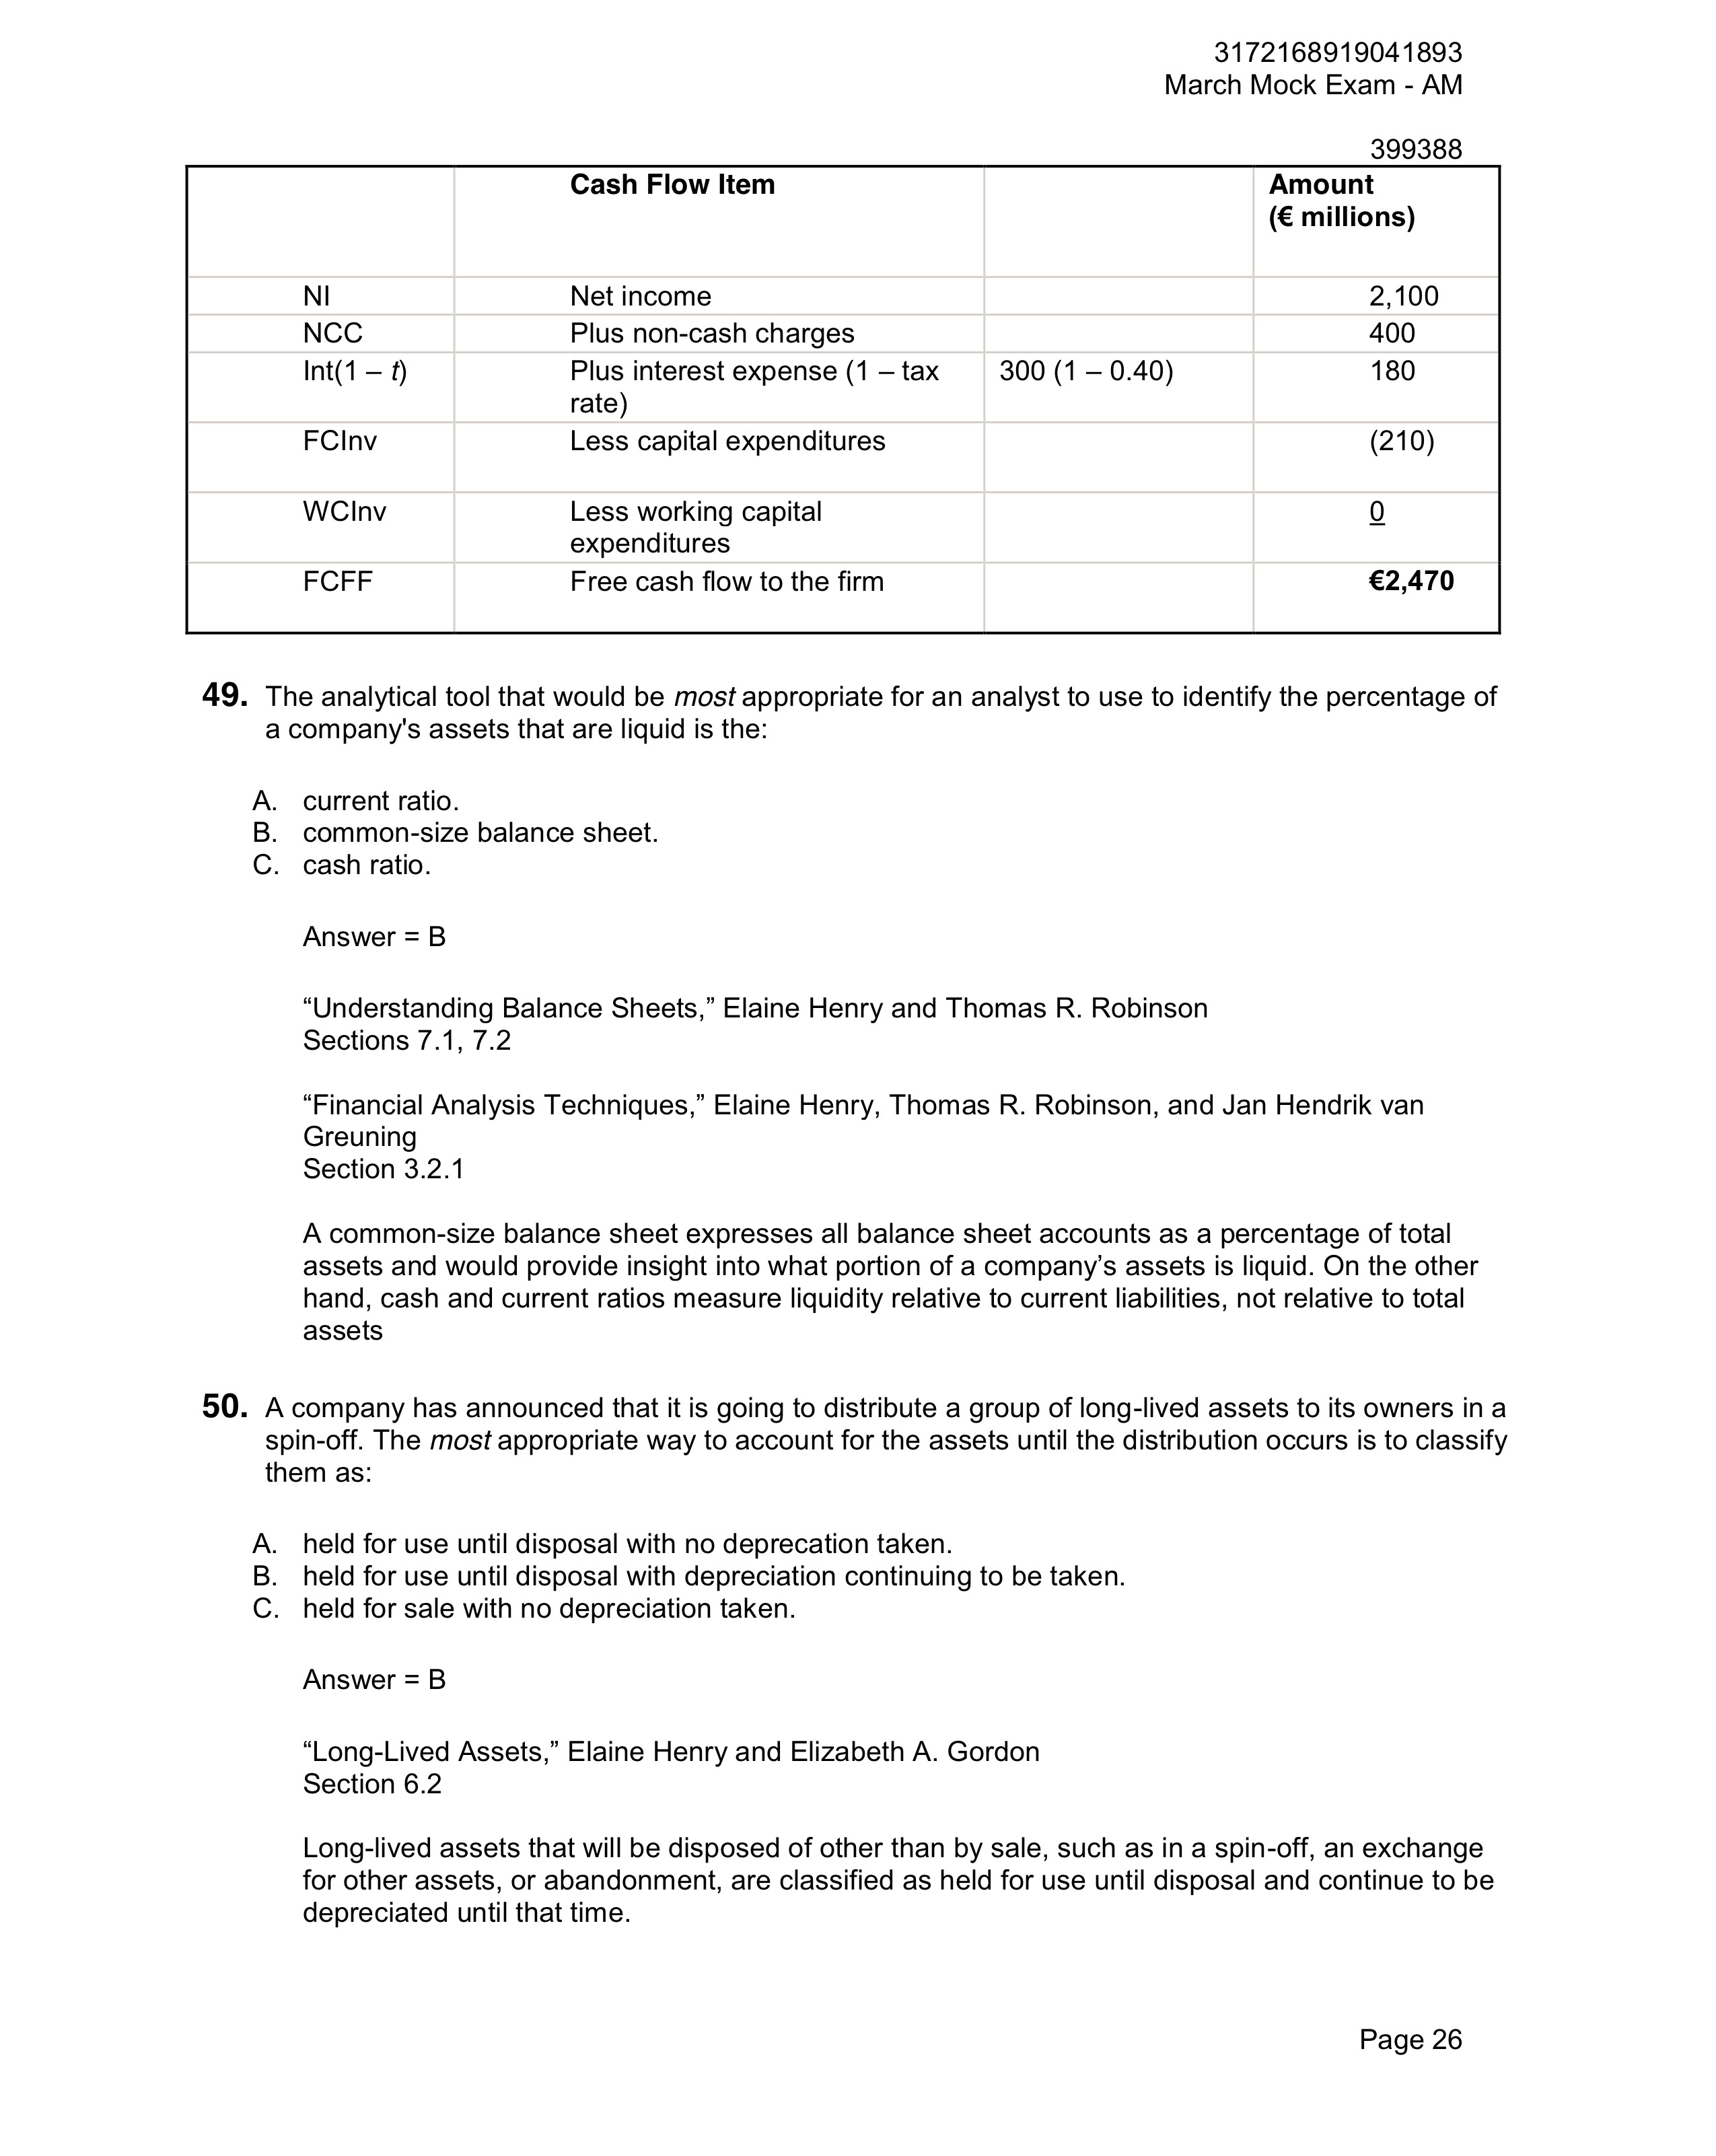 3172168919041893
March Mock Exam - AM
399388
Cash Flow Item Amount
(€ millions)
NI Net income 2,100
NCC Plus non-cash charges 400
Int(1 – t) Plus interest expense (1 – tax 300 (1 – 0.40) 180
rate)
FCInv Less capital expenditures (210)
WCInv Less working capital 0
expenditures
FCFF Free cash flow to the firm €2,470
49. The analytical tool that would be most appropriate for an analyst to use to identify the percentage of
a company's assets that are liquid is the:
A. current ratio.
B. common-size balance sheet.
C. cash ratio.
Answer = B
“Understanding Balance Sheets,” Elaine Henry and Thomas R. Robinson
Sections 7.1, 7.2
“Financial Analysis Techniques,” Elaine Henry, Thomas R. Robinson, and Jan Hendrik van
Greuning
Section 3.2.1
A common-size balance sheet expresses all balance sheet accounts as a percentage of total
assets and would provide insight into what portion of a company’s assets is liquid. On the other
hand, cash and current ratios measure liquidity relative to current liabilities, not relative to total
assets
50. A company has announced that it is going to distribute a group of long-lived assets to its owners in a
spin-off. The most appropriate way to account for the assets until the distribution occurs is to classify
them as:
A. held for use until disposal with no deprecation taken.
B. held for use until disposal with depreciation continuing to be taken.
C. held for sale with no depreciation taken.
Answer = B
“Long-Lived Assets,” Elaine Henry and Elizabeth A. Gordon
Section 6.2
Long-lived assets that will be disposed of other than by sale, such as in a spin-off, an exchange
for other assets, or abandonment, are classified as held for use until disposal and continue to be
depreciated until that time.
Page 26